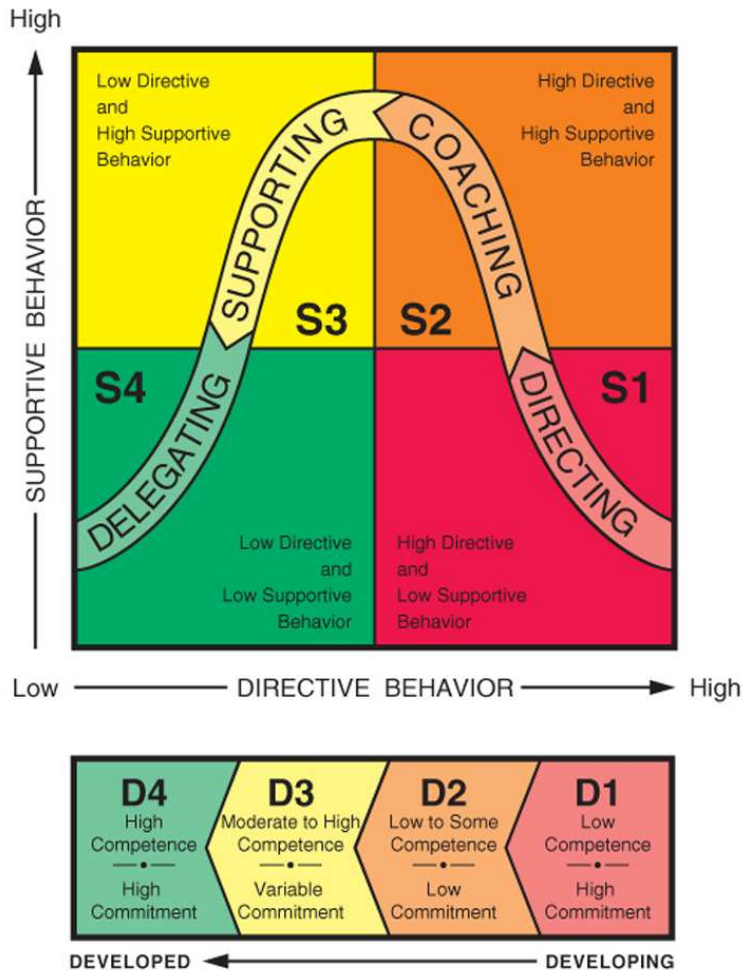 High
SUPPORTIVE BEHAVIOR
Low Directive
and
High Supportive
Behavior
High Directive
and
High Supportive
Behavior
SUPPORTING
COACHING
S3
S2
S4
S1
DELEGATING
DIRECTING
Low Directive
and
Low Supportive
Behavior
High Directive
and
Low Supportive
Behavior
Low
DIRECTIVE BEHAVIOR
High
D4
High
Competence
High
Commitment
D3
Moderate to High
Competence
Variable
Commitment
D2
Low to Some
Competence
Low
Commitment
D1
Low
Competence
High
Commitment
DEVELOPED
DEVELOPING